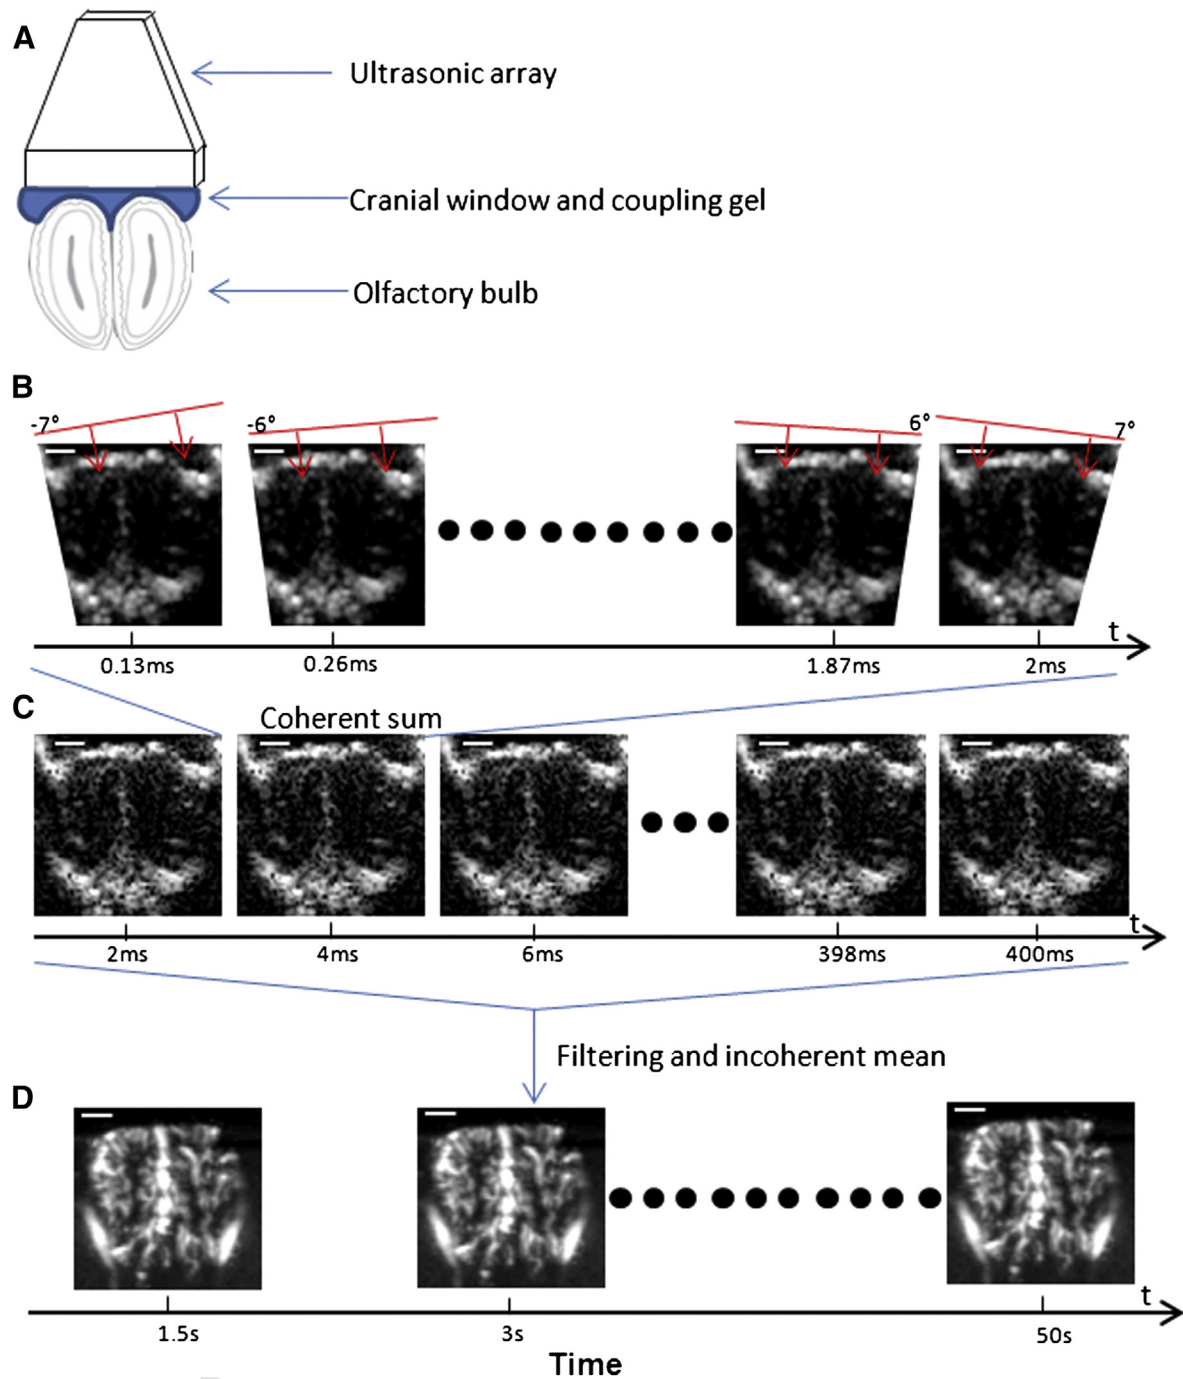 A
Ultrasonic array
Cranial window and coupling gel
Olfactory bulb
B
-7° -6° 6° 7°
t
0.13ms 0.26ms 1.87ms 2ms
C
Coherent sum
t
2ms 4ms 6ms 398ms 400ms
Filtering and incoherent mean
D
t
1.5s 3s 50s
Time